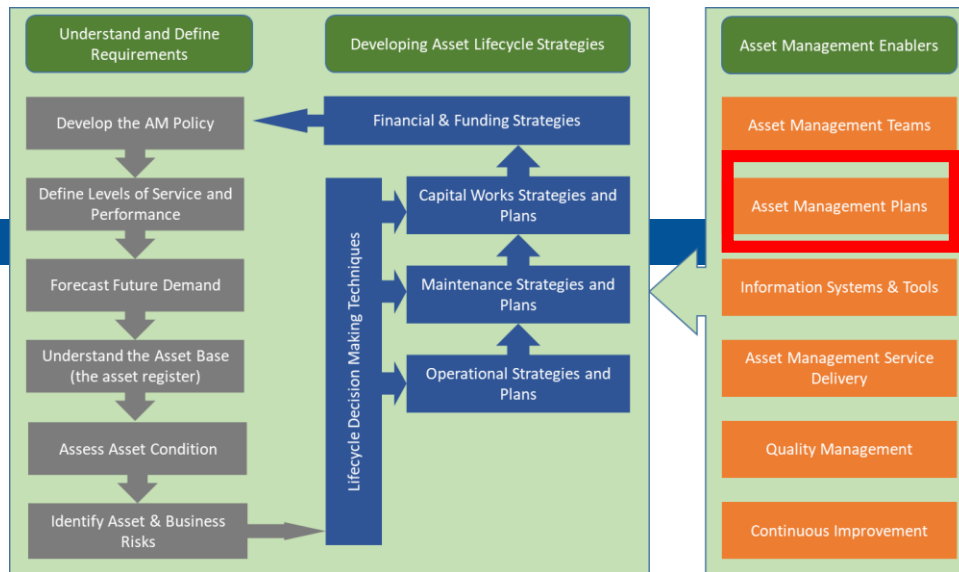 Understand and Define
Requirements
Developing Asset Lifecycle Strategies
Asset Management Enablers
Develop the AM Policy
Define Levels of Service and
Performance
Forecast Future Demand
Understand the Asset Base
(the asset register)
Assess Asset Condition
Identify Asset & Business
Risks
Lifecycle Decision Making Techniques
Financial & Funding Strategies
Capital Works Strategies and
Plans
Maintenance Strategies and
Plans
Operational Strategies and
Plans
Asset Management Teams
Asset Management Plans
Information Systems & Tools
Asset Management Service
Delivery
Quality Management
Continuous Improvement